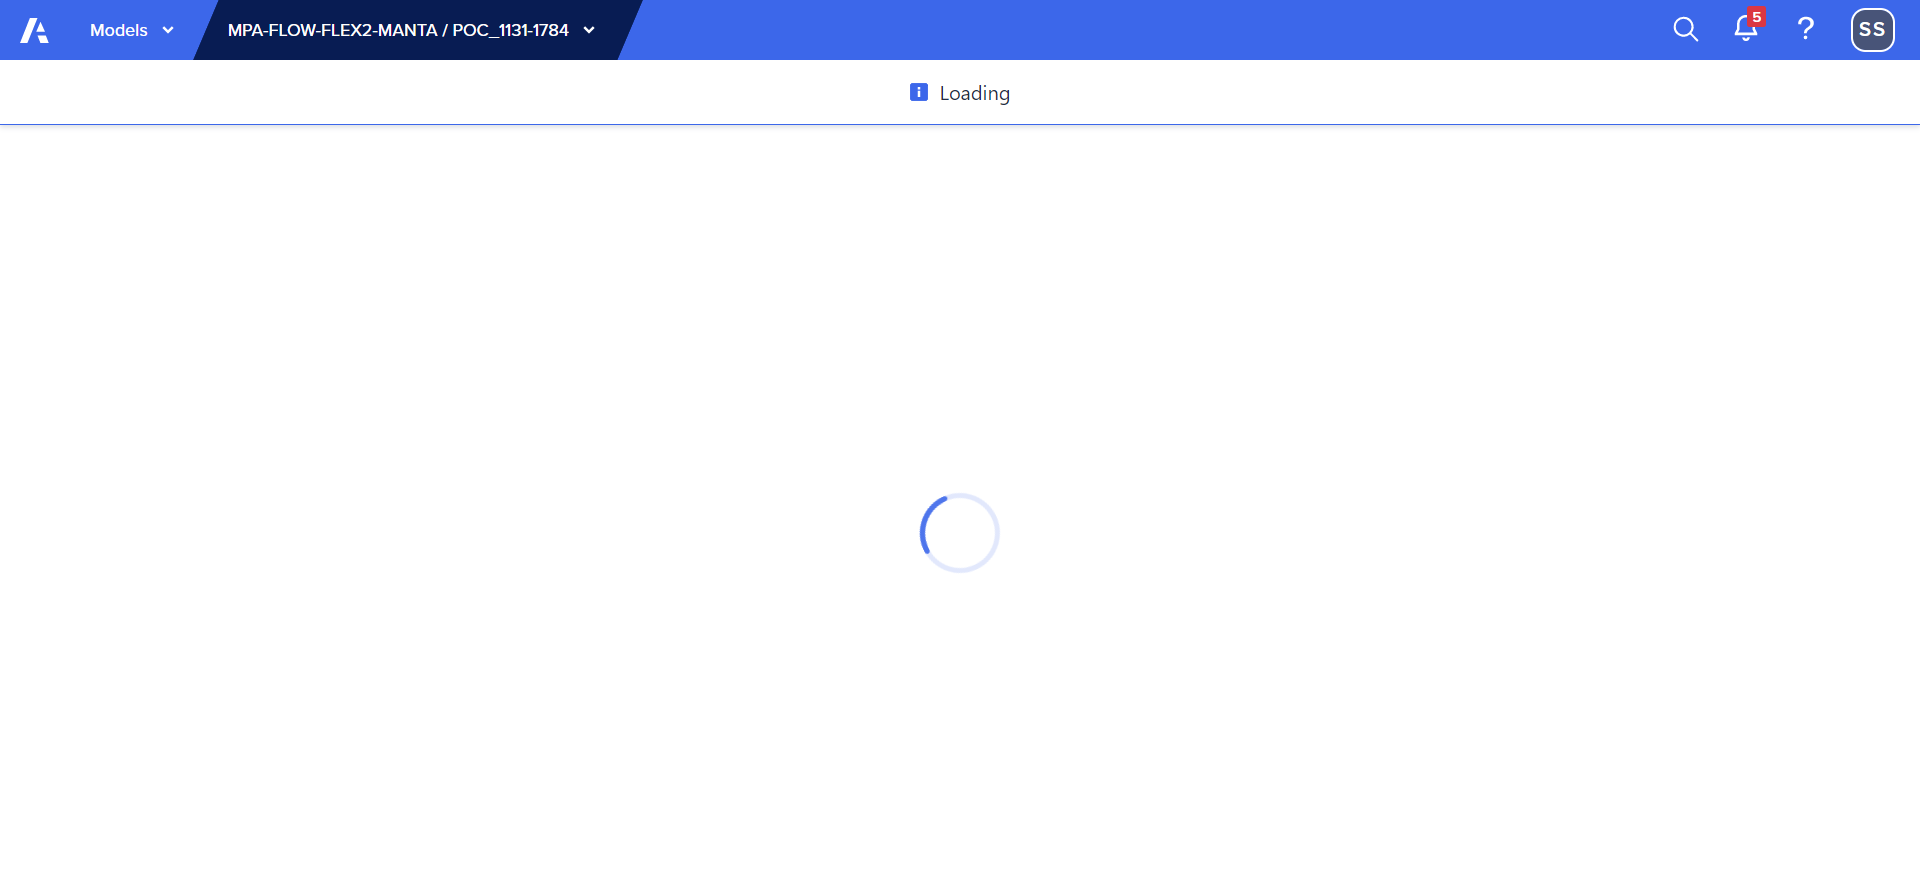 Models
MPA-FLOW-FLEX2-MANTA / POC_1131-1784
5
?
SS
Loading